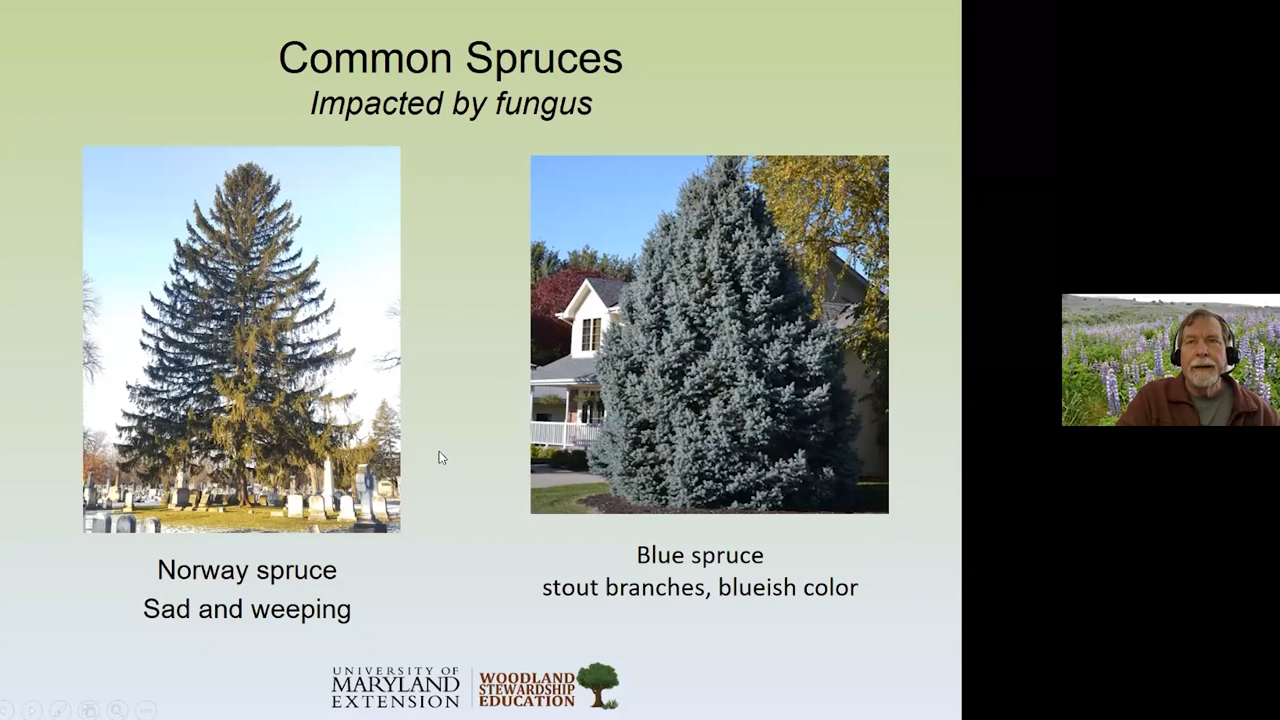 Common Spruces
Impacted by fungus
Norway spruce
Sad and weeping
Blue spruce
stout branches, blueish color
UNIVERSITY OF
MARYLAND
EXTENSION
WOODLAND
STEWARDSHIP
EDUCATION